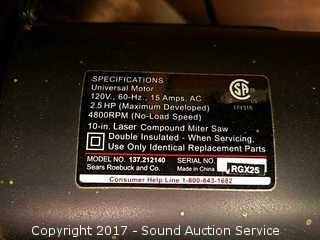 SPECIFICATIONS
Universal Motor
120V., 60-Hz., 15 Amps, AC
2.5 HP (Maximum Developed)
4800RPM (No-Load Speed)
10-in. Laser Compound Miter Saw
Double Insulated - When Servicing,
Use Only Identical Replacement Parts
MODEL NO. 137.212140
SERIAL NO.
Sears Roebuck and Co.
Made in China
RGX25
Consumer Help Line 1-800-843-1682
Copyright 2017 - Sound Auction Service